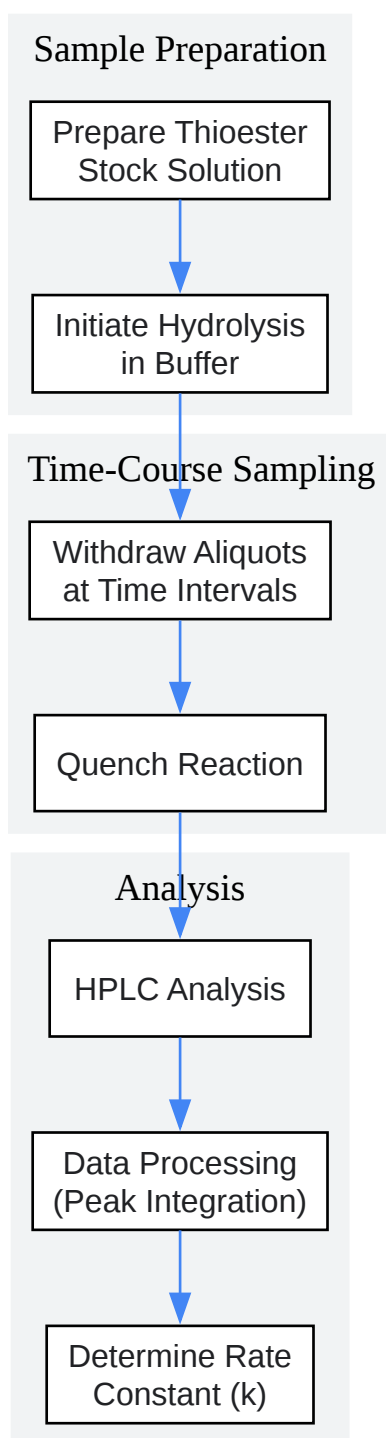 Sample Preparation
Prepare Thioester
Stock Solution
Initiate Hydrolysis
in Buffer
Time-Course Sampling
Withdraw Aliquots
at Time Intervals
Quench Reaction
Analysis
HPLC Analysis
Data Processing
(Peak Integration)
Determine Rate
Constant (k)